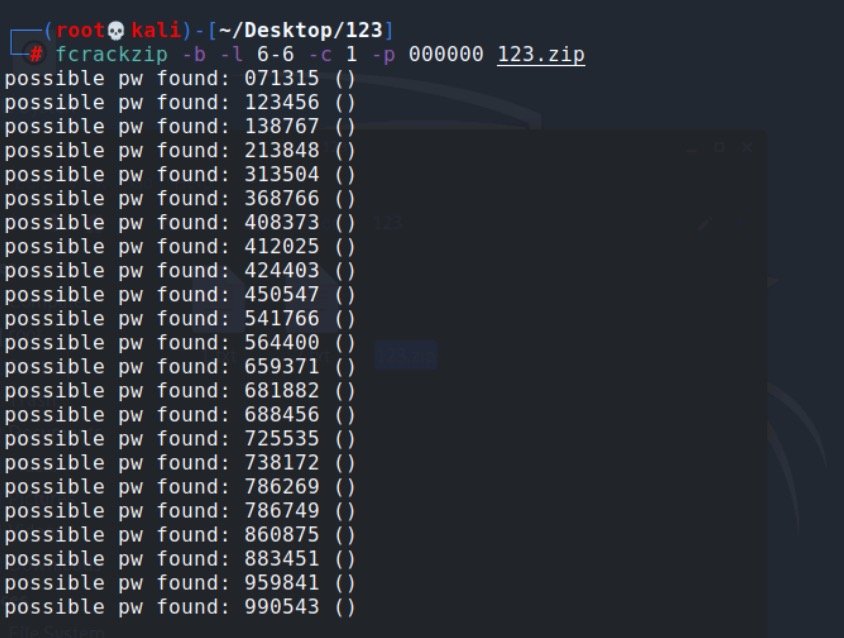 (root💀kali)-[~/Desktop/123]
# fcrackzip -b -l 6-6 -c 1 -p 000000 123.zip
possible pw found: 071315 ()
possible pw found: 123456 ()
possible pw found: 138767 ()
possible pw found: 213848 ()
possible pw found: 313504 ()
possible pw found: 368766 ()
possible pw found: 408373 ()
possible pw found: 412025 ()
possible pw found: 424403 ()
possible pw found: 450547 ()
possible pw found: 541766 ()
possible pw found: 564400 ()
possible pw found: 659371 ()
possible pw found: 681882 ()
possible pw found: 688456 ()
possible pw found: 725535 ()
possible pw found: 738172 ()
possible pw found: 786269 ()
possible pw found: 786749 ()
possible pw found: 860875 ()
possible pw found: 883451 ()
possible pw found: 959841 ()
possible pw found: 990543 ()
123
123.zip
File System